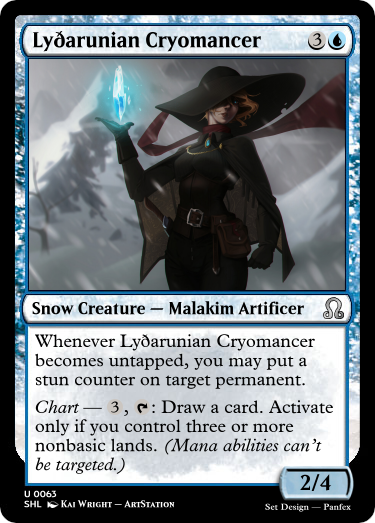 Lyðarunian Cryomancer 3
Snow Creature — Malakim Artificer
Whenever Lyðarunian Cryomancer
becomes untapped, you may put a
stun counter on target permanent.
Chart — 3, : Draw a card. Activate
only if you control three or more
nonbasic lands. (Mana abilities can't
be targeted.)
2/4
U 0063
SHL Kai Wright — ArtStation
Set Design — Panfex